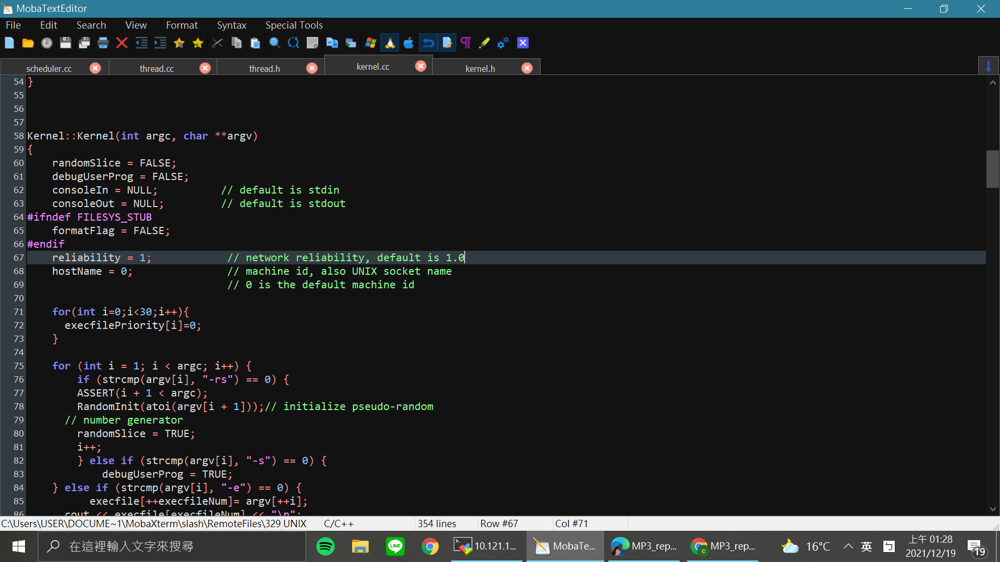 MobaTextEditor
File Edit Search View Format Syntax Special Tools
scheduler.cc thread.cc thread.h kernel.cc kernel.h
54 }
55
56
57
58 Kernel::Kernel(int argc, char **argv)
59 {
60     randomSlice = FALSE;
61     debugUserProg = FALSE;
62     consoleIn = NULL;          // default is stdin
63     consoleOut = NULL;         // default is stdout
64 #ifndef FILESYS_STUB
65     formatFlag = FALSE;
66 #endif
67     reliability = 1;            // network reliability, default is 1.0
68     hostName = 0;               // machine id, also UNIX socket name
69                                 // 0 is the default machine id
70
71     for(int i=0;i<30;i++){
72       execfilePriority[i]=0;
73     }
74
75     for (int i = 1; i < argc; i++) {
76         if (strcmp(argv[i], "-rs") == 0) {
77         ASSERT(i + 1 < argc);
78         RandomInit(atoi(argv[i + 1]));// initialize pseudo-random
79       // number generator
80         randomSlice = TRUE;
81         i++;
82         } else if (strcmp(argv[i], "-s") == 0) {
83             debugUserProg = TRUE;
84     } else if (strcmp(argv[i], "-e") == 0) {
85           execfile[++execfileNum]= argv[++i];
86       cout << execfile[execfileNum] << "\n";
C:\Users\USER\DOCUME~1\MobaXterm\slash\RemoteFiles\329 UNIX C/C++ 354 lines Row #67 Col #71
在這裡輸入文字來搜尋 LINE 10.121.1... MobaTe... MP3_rep... C MP3_rep... 16°C 英 ㄅ 上午 01:28
2021/12/19 19